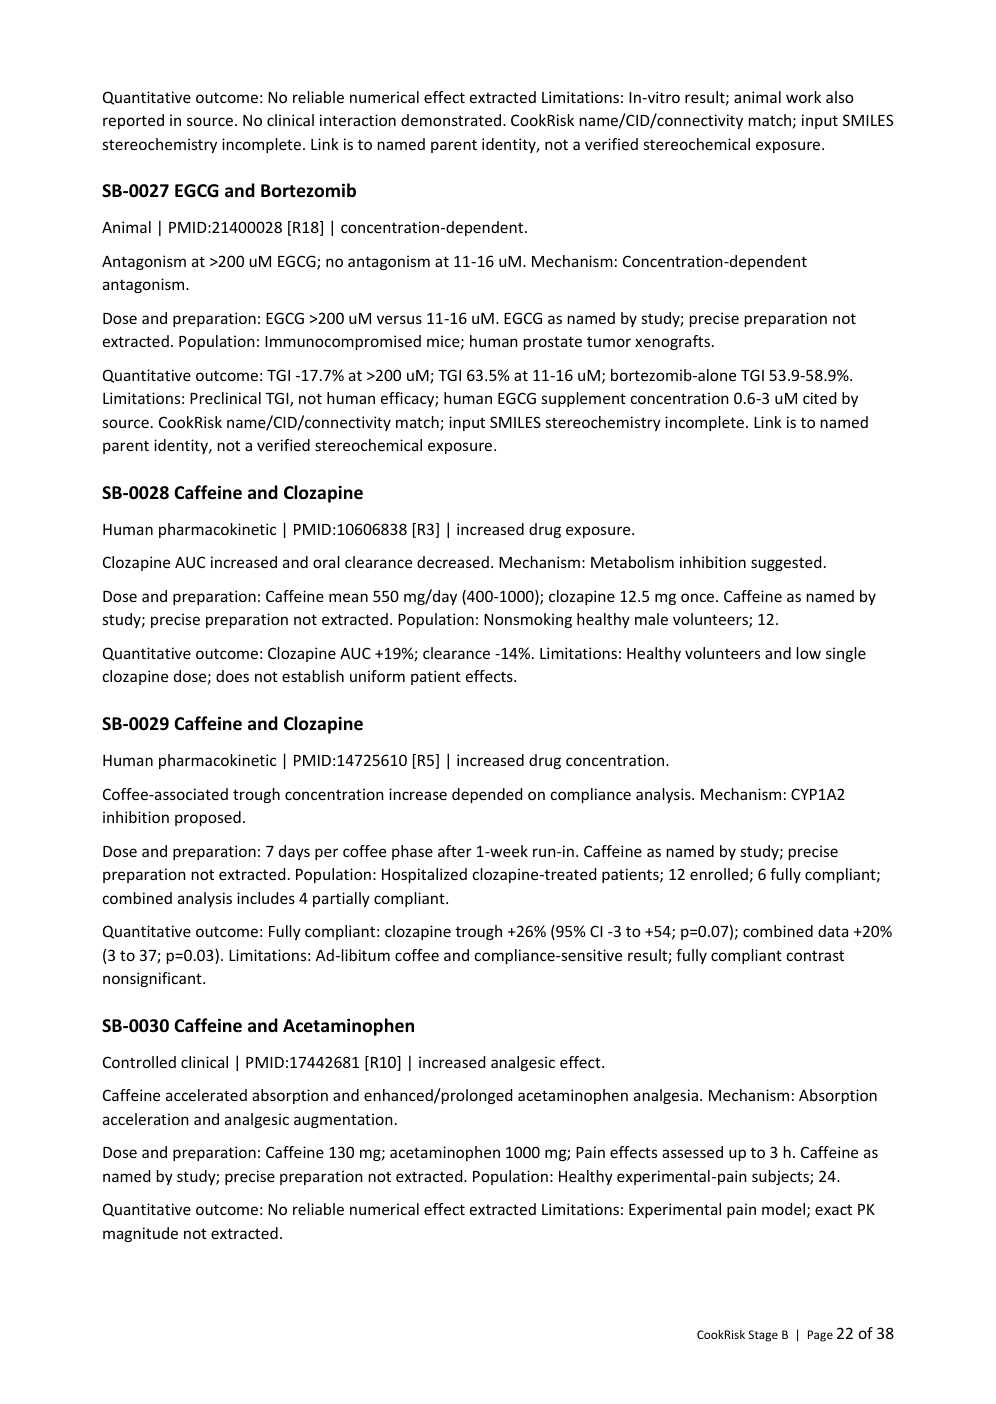 Quantitative outcome: No reliable numerical effect extracted Limitations: In-vitro result; animal work also
reported in source. No clinical interaction demonstrated. CookRisk name/CID/connectivity match; input SMILES
stereochemistry incomplete. Link is to named parent identity, not a verified stereochemical exposure.
SB-0027 EGCG and Bortezomib
Animal | PMID:21400028 [R18] | concentration-dependent.
Antagonism at >200 uM EGCG; no antagonism at 11-16 uM. Mechanism: Concentration-dependent
antagonism.
Dose and preparation: EGCG >200 uM versus 11-16 uM. EGCG as named by study; precise preparation not
extracted. Population: Immunocompromised mice; human prostate tumor xenografts.
Quantitative outcome: TGI -17.7% at >200 uM; TGI 63.5% at 11-16 uM; bortezomib-alone TGI 53.9-58.9%.
Limitations: Preclinical TGI, not human efficacy; human EGCG supplement concentration 0.6-3 uM cited by
source. CookRisk name/CID/connectivity match; input SMILES stereochemistry incomplete. Link is to named
parent identity, not a verified stereochemical exposure.
SB-0028 Caffeine and Clozapine
Human pharmacokinetic | PMID:10606838 [R3] | increased drug exposure.
Clozapine AUC increased and oral clearance decreased. Mechanism: Metabolism inhibition suggested.
Dose and preparation: Caffeine mean 550 mg/day (400-1000); clozapine 12.5 mg once. Caffeine as named by
study; precise preparation not extracted. Population: Nonsmoking healthy male volunteers; 12.
Quantitative outcome: Clozapine AUC +19%; clearance -14%. Limitations: Healthy volunteers and low single
clozapine dose; does not establish uniform patient effects.
SB-0029 Caffeine and Clozapine
Human pharmacokinetic | PMID:14725610 [R5] | increased drug concentration.
Coffee-associated trough concentration increase depended on compliance analysis. Mechanism: CYP1A2
inhibition proposed.
Dose and preparation: 7 days per coffee phase after 1-week run-in. Caffeine as named by study; precise
preparation not extracted. Population: Hospitalized clozapine-treated patients; 12 enrolled; 6 fully compliant;
combined analysis includes 4 partially compliant.
Quantitative outcome: Fully compliant: clozapine trough +26% (95% CI -3 to +54; p=0.07); combined data +20%
(3 to 37; p=0.03). Limitations: Ad-libitum coffee and compliance-sensitive result; fully compliant contrast
nonsignificant.
SB-0030 Caffeine and Acetaminophen
Controlled clinical | PMID:17442681 [R10] | increased analgesic effect.
Caffeine accelerated absorption and enhanced/prolonged acetaminophen analgesia. Mechanism: Absorption
acceleration and analgesic augmentation.
Dose and preparation: Caffeine 130 mg; acetaminophen 1000 mg; Pain effects assessed up to 3 h. Caffeine as
named by study; precise preparation not extracted. Population: Healthy experimental-pain subjects; 24.
Quantitative outcome: No reliable numerical effect extracted Limitations: Experimental pain model; exact PK
magnitude not extracted.
CookRisk Stage B | Page 22 of 38